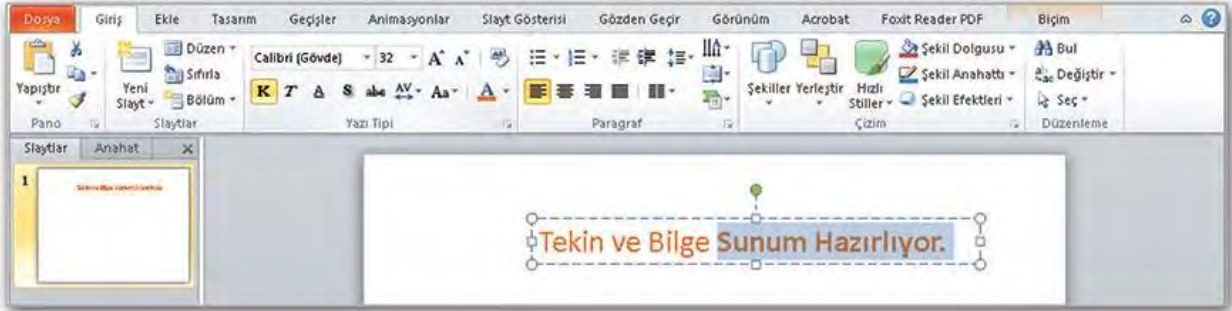 Dosya Giriş Ekle Tasarım Geçişler Animasyonlar Slayt Gösterisi Gözden Geçir Görünüm Acrobat Foxit Reader PDF Biçim
Yapıştır
Pano
Yeni Slayt
Düzen
Sıfırla
Bölüm
Slaytlar
Calibri (Gövde) 32 A A
K T A S abc AV Aa A
Yazı Tipi
Paragraf
Şekiller Yerleştir Hızlı Stiller
Şekil Dolgusu
Şekil Anahattı
Şekil Efektleri
Çizim
Bul
Değiştir
Seç
Düzenleme
Slaytlar Anahat
1
Tekin ve Bilge Sunum Hazırlıyor.